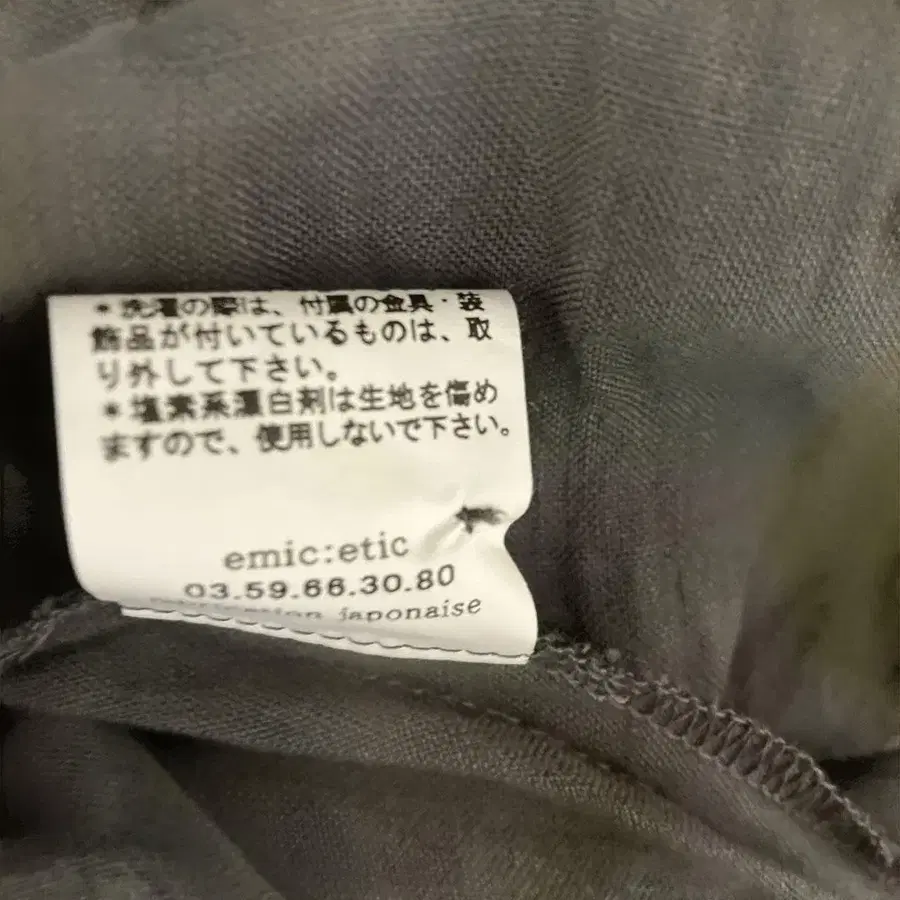 *洗濯の際は、付属の金具・装
飾品が付いているものは、取
り外して下さい。
*塩素系漂白剤は生地を傷め
ますので、使用しないで下さい。
emic:etic
03.59.66.30.80
japonaise